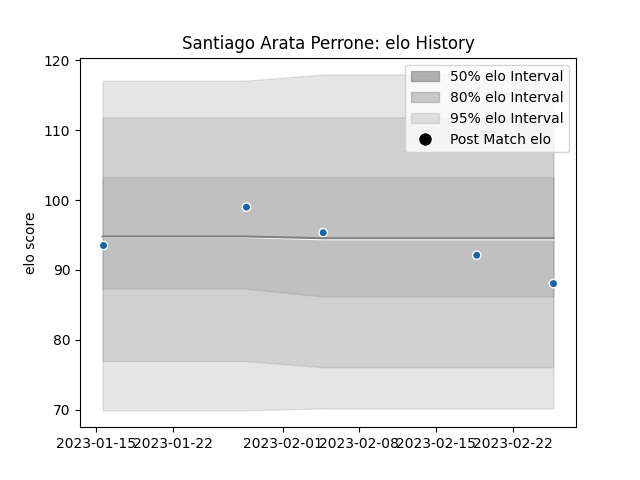 Santiago Arata Perrone: elo History
120
110
100
90
80
70
elo score
50% elo Interval
80% elo Interval
95% elo Interval
Post Match elo
2023-01-15 2023-01-22 2023-02-01 2023-02-08 2023-02-15 2023-02-22